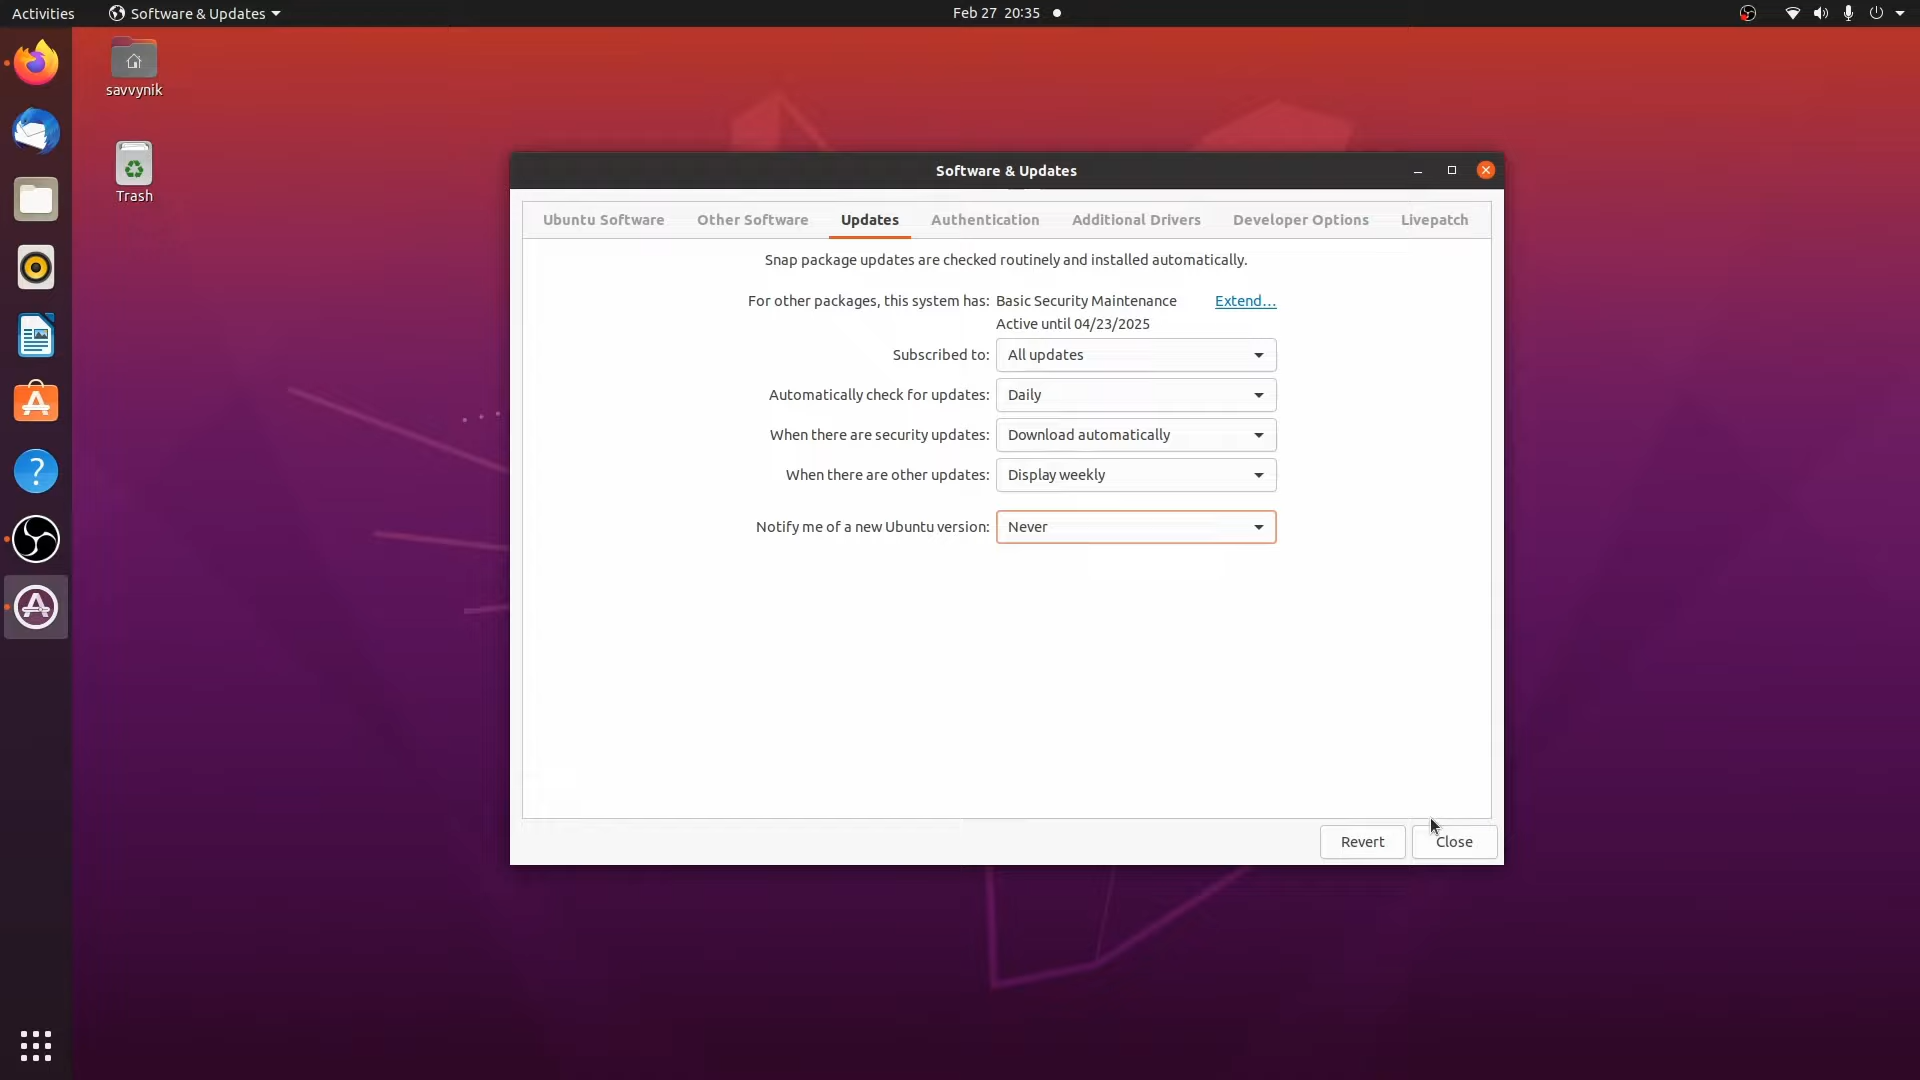 Activities
Software & Updates
Feb 27 20:35
savvynik
Trash
Software & Updates
Ubuntu Software
Other Software
Updates
Authentication
Additional Drivers
Developer Options
Livepatch
Snap package updates are checked routinely and installed automatically.
For other packages, this system has: Basic Security Maintenance Extend...
Active until 04/23/2025
Subscribed to: All updates
Automatically check for updates: Daily
When there are security updates: Download automatically
When there are other updates: Display weekly
Notify me of a new Ubuntu version: Never
Revert
Close